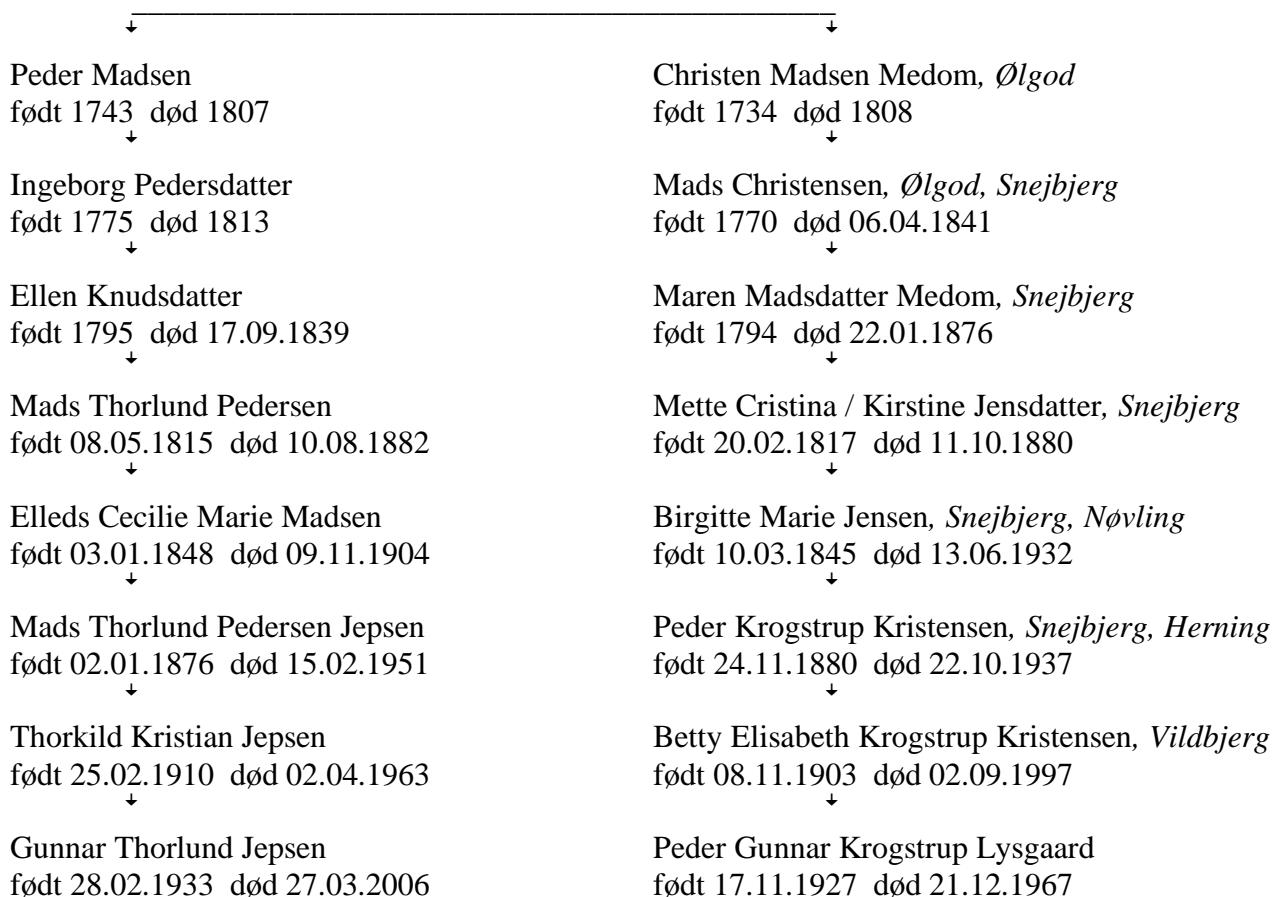 Peder Madsen
født 1743 død 1807
Christen Madsen Medom, Ølgod
født 1734 død 1808
Ingeborg Pedersdatter
født 1775 død 1813
Mads Christensen, Ølgod, Snejbjerg
født 1770 død 06.04.1841
Ellen Knudsdatter
født 1795 død 17.09.1839
Maren Madsdatter Medom, Snejbjerg
født 1794 død 22.01.1876
Mads Thorlund Pedersen
født 08.05.1815 død 10.08.1882
Mette Cristina / Kirstine Jensdatter, Snejbjerg
født 20.02.1817 død 11.10.1880
Elleds Cecilie Marie Madsen
født 03.01.1848 død 09.11.1904
Birgitte Marie Jensen, Snejbjerg, Nøvling
født 10.03.1845 død 13.06.1932
Mads Thorlund Pedersen Jepsen
født 02.01.1876 død 15.02.1951
Peder Krogstrup Kristensen, Snejbjerg, Herning
født 24.11.1880 død 22.10.1937
Thorkild Kristian Jepsen
født 25.02.1910 død 02.04.1963
Betty Elisabeth Krogstrup Kristensen, Vildbjerg
født 08.11.1903 død 02.09.1997
Gunnar Thorlund Jepsen
født 28.02.1933 død 27.03.2006
Peder Gunnar Krogstrup Lysgaard
født 17.11.1927 død 21.12.1967